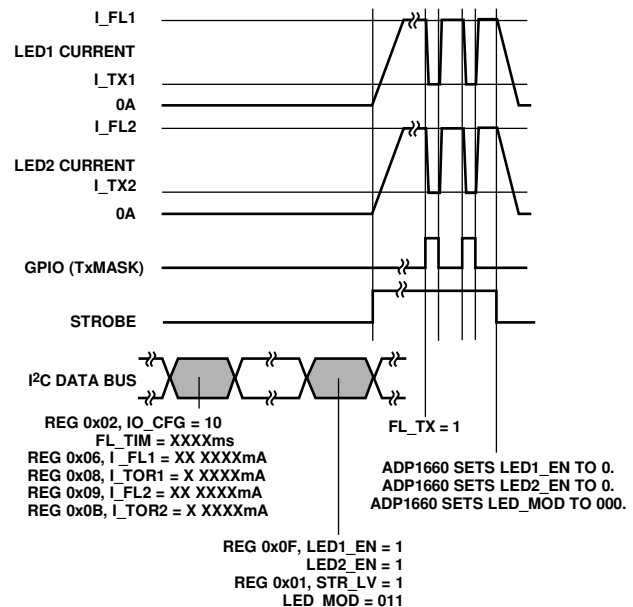 I_FL1
LED1 CURRENT
I_TX1
0A
I_FL2
LED2 CURRENT
I_TX2
0A
GPIO (TxMASK)
STROBE
I2C DATA BUS
REG 0x02, IO_CFG = 10
FL_TIM = XXXXms
REG 0x06, I _FL1 = XX XXXXmA
REG 0x08, I_TOR1 = X XXXXmA
REG 0x09, I_FL2 = XX XXXXmA
REG 0x0B, I_TOR2 = X XXXXmA
FL_TX = 1
ADP1660 SETS LED1_EN TO 0.
ADP1660 SETS LED2_EN TO 0.
ADP1660 SETS LED_MOD TO 000.
REG 0x0F, LED1_EN = 1
LED2_EN = 1
REG 0x01, STR_LV = 1
LED_MOD = 011